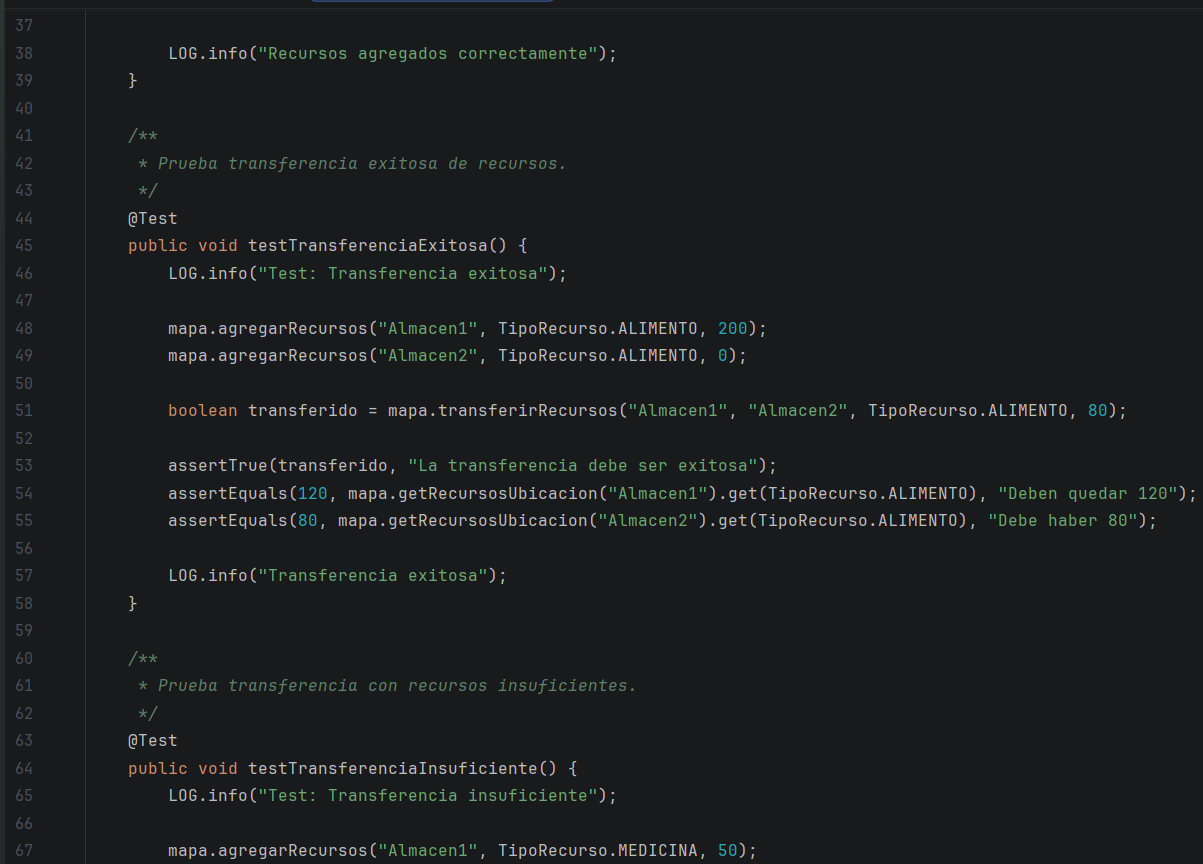 37
38 LOG.info("Recursos agregados correctamente");
39 }
40
41 /**
42 * Prueba transferencia exitosa de recursos.
43 */
44 @Test
45 public void testTransferenciaExitosa() {
46 LOG.info("Test: Transferencia exitosa");
47
48 mapa.agregarRecursos("Almacen1", TipoRecurso.ALIMENTO, 200);
49 mapa.agregarRecursos("Almacen2", TipoRecurso.ALIMENTO, 0);
50
51 boolean transferido = mapa.transferirRecursos("Almacen1", "Almacen2", TipoRecurso.ALIMENTO, 80);
52
53 assertTrue(transferido, "La transferencia debe ser exitosa");
54 assertEquals(120, mapa.getRecursosUbicacion("Almacen1").get(TipoRecurso.ALIMENTO), "Deben quedar 120");
55 assertEquals(80, mapa.getRecursosUbicacion("Almacen2").get(TipoRecurso.ALIMENTO), "Debe haber 80");
56
57 LOG.info("Transferencia exitosa");
58 }
59
60 /**
61 * Prueba transferencia con recursos insuficientes.
62 */
63 @Test
64 public void testTransferenciaInsuficiente() {
65 LOG.info("Test: Transferencia insuficiente");
66
67 mapa.agregarRecursos("Almacen1", TipoRecurso.MEDICINA, 50);